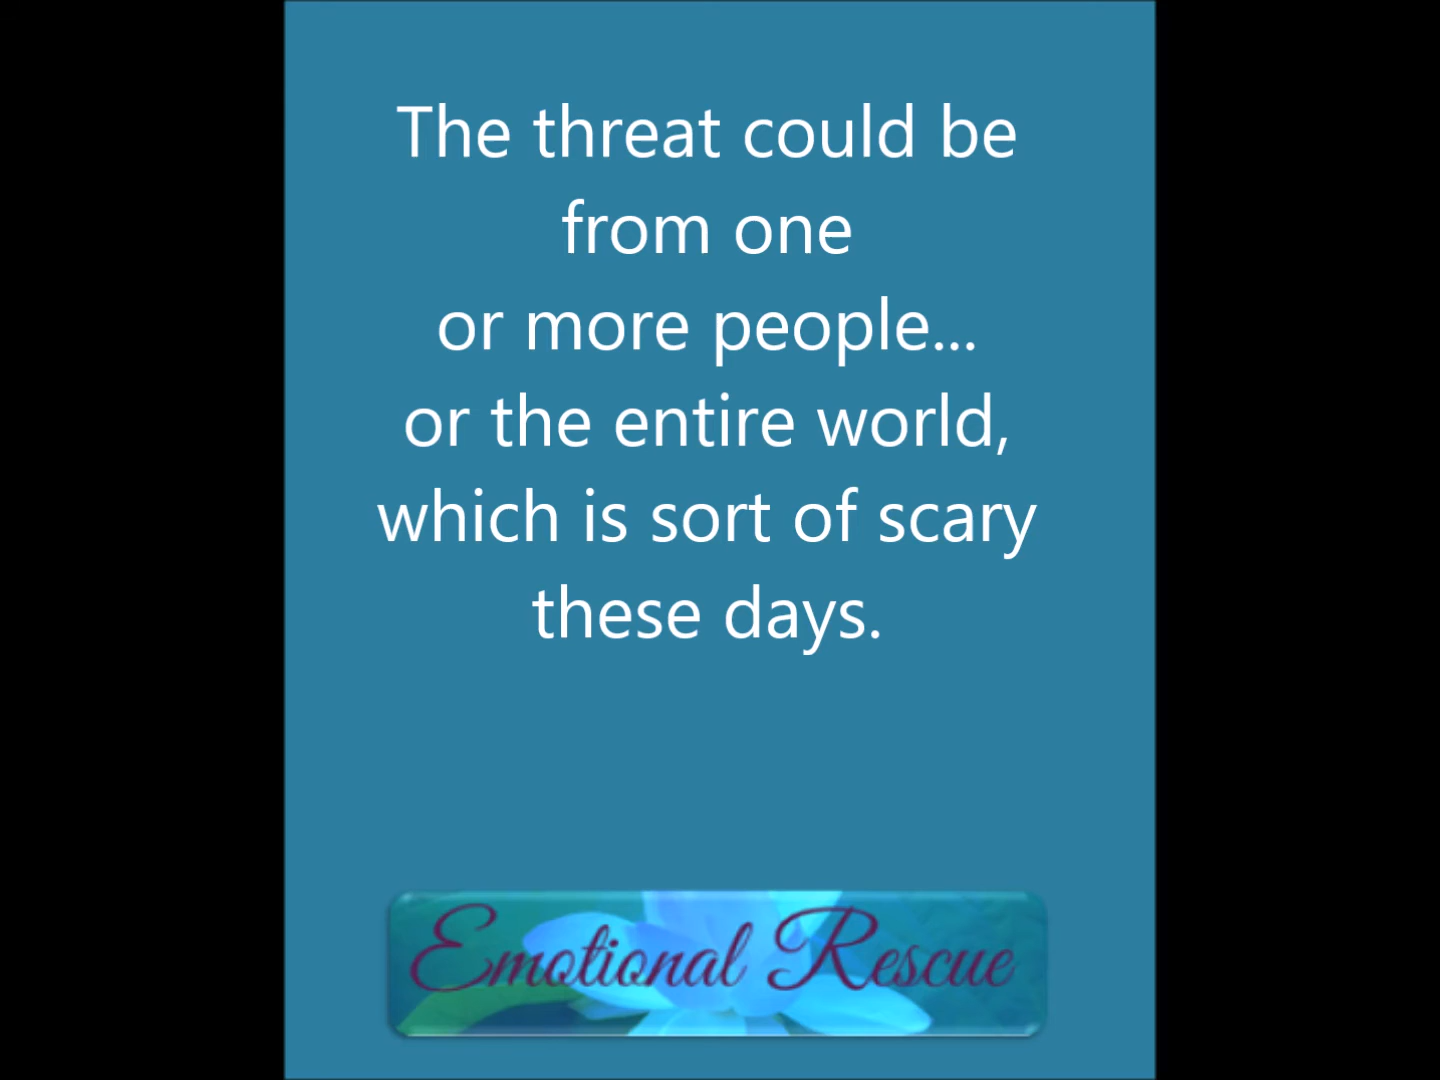 The threat could be
from one
or more people...
or the entire world,
which is sort of scary
these days.
Emotional Rescue